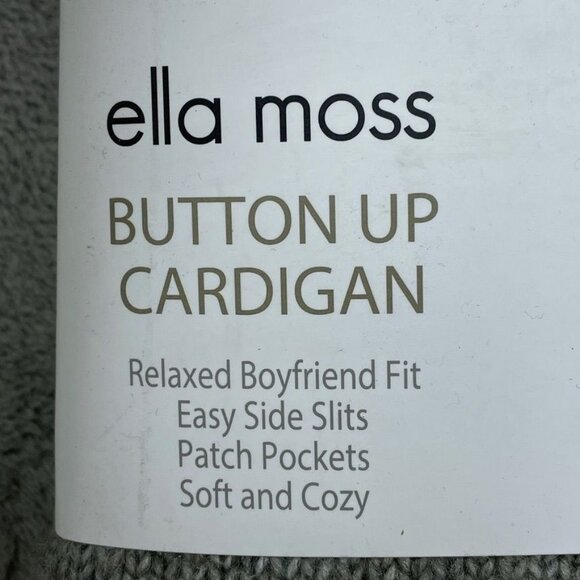 ella moss
BUTTON UP
CARDIGAN
Relaxed Boyfriend Fit
Easy Side Slits
Patch Pockets
Soft and Cozy